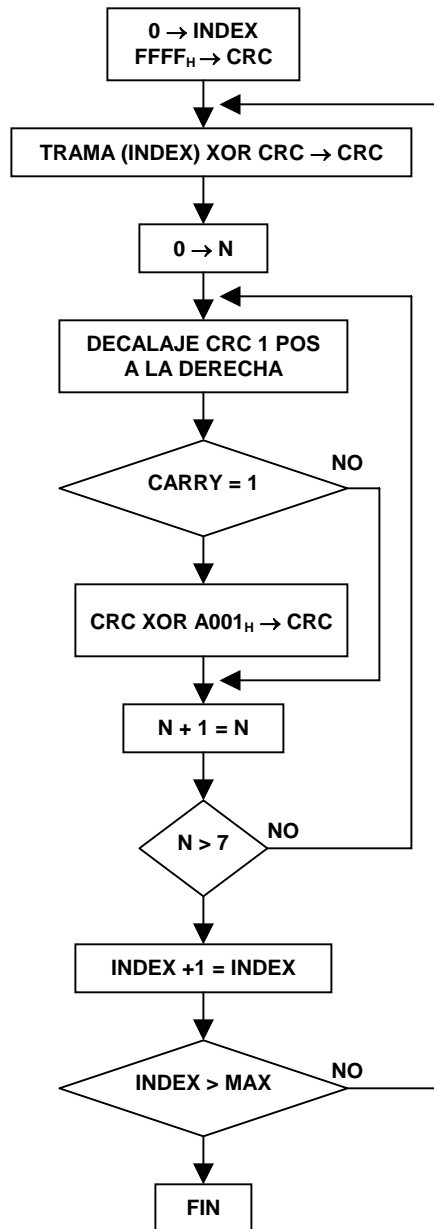 0 → INDEX
FFFFH → CRC
TRAMA (INDEX) XOR CRC → CRC
0 → N
DECALAJE CRC 1 POS
A LA DERECHA
CARRY = 1
NO
CRC XOR A001H → CRC
N + 1 = N
N > 7
NO
INDEX +1 = INDEX
INDEX > MAX
NO
FIN